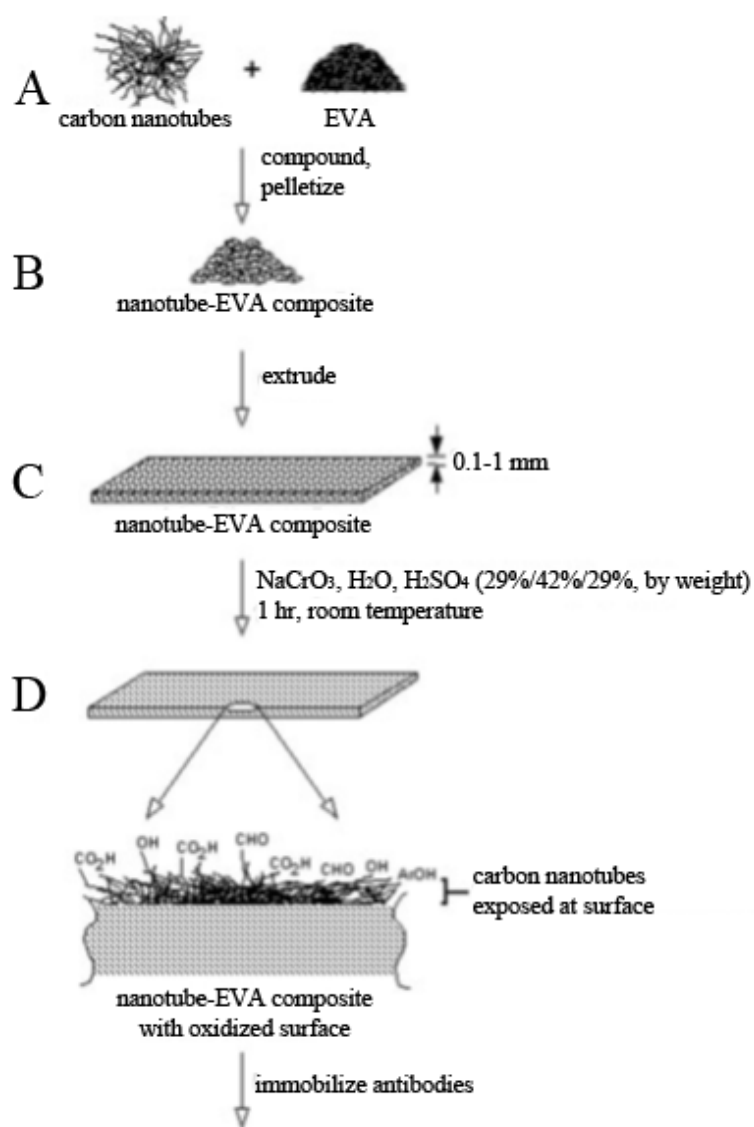 A
+
carbon nanotubes
EVA
compound,
pelletize
B
nanotube-EVA composite
extrude
0.1-1 mm
C
nanotube-EVA composite
NaCrO₃, H₂O, H₂SO₄ (29%/42%/29%, by weight)
1 hr, room temperature
D
CO₂H OH CO₂H CHO CO₂H CHO OH ArOH
carbon nanotubes
exposed at surface
nanotube-EVA composite
with oxidized surface
immobilize antibodies